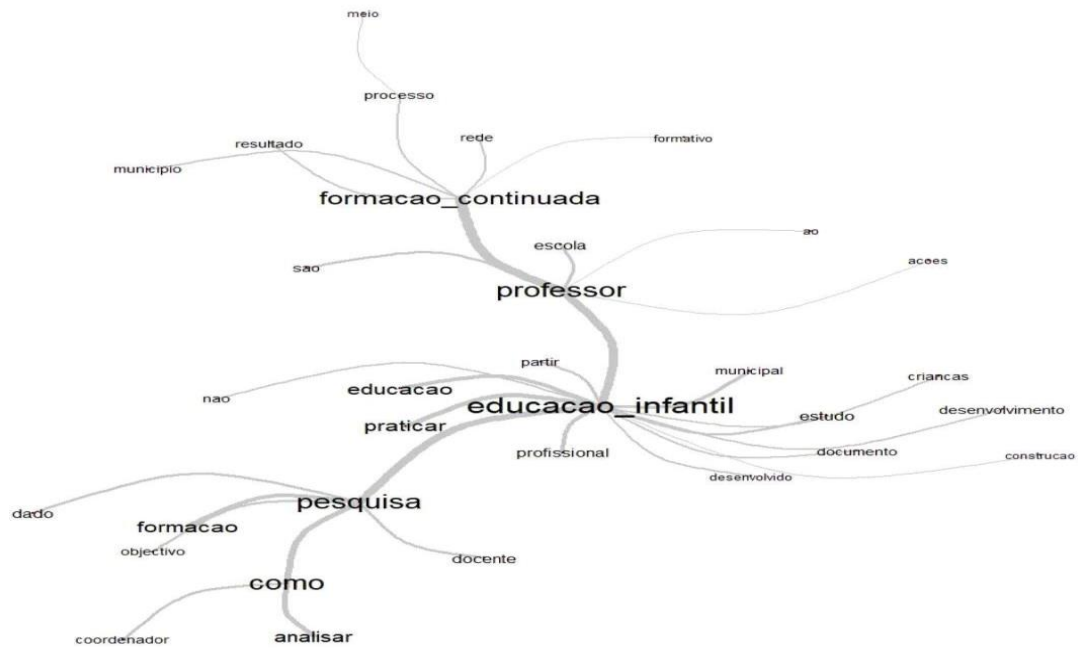 meio
processo
rede
formativo
resultado
municipio
formacao_continuada
ao
escola
acoes
sao
professor
partir
municipal
criancas
educacao
nao
educacao_infantil
desenvolvimento
estudo
praticar
profissional
documento
construcao
desenvolvido
pesquisa
dado
formacao
objectivo
docente
como
analisar
coordenador